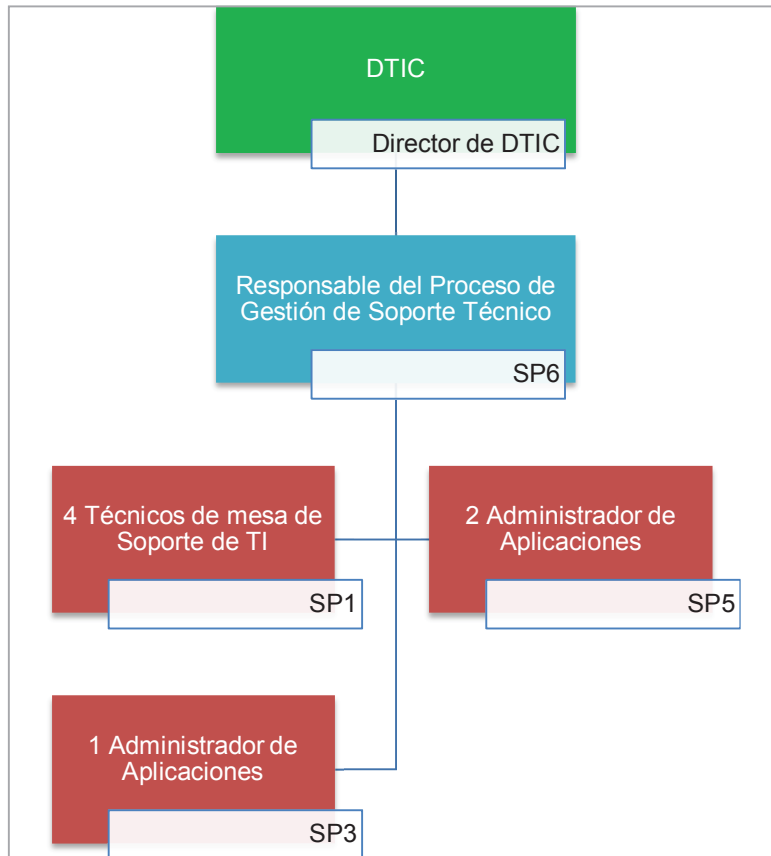 DTIC
Director de DTIC
Responsable del Proceso de
Gestión de Soporte Técnico
SP6
4 Técnicos de mesa de
Soporte de TI
SP1
2 Administrador de
Aplicaciones
SP5
1 Administrador de
Aplicaciones
SP3